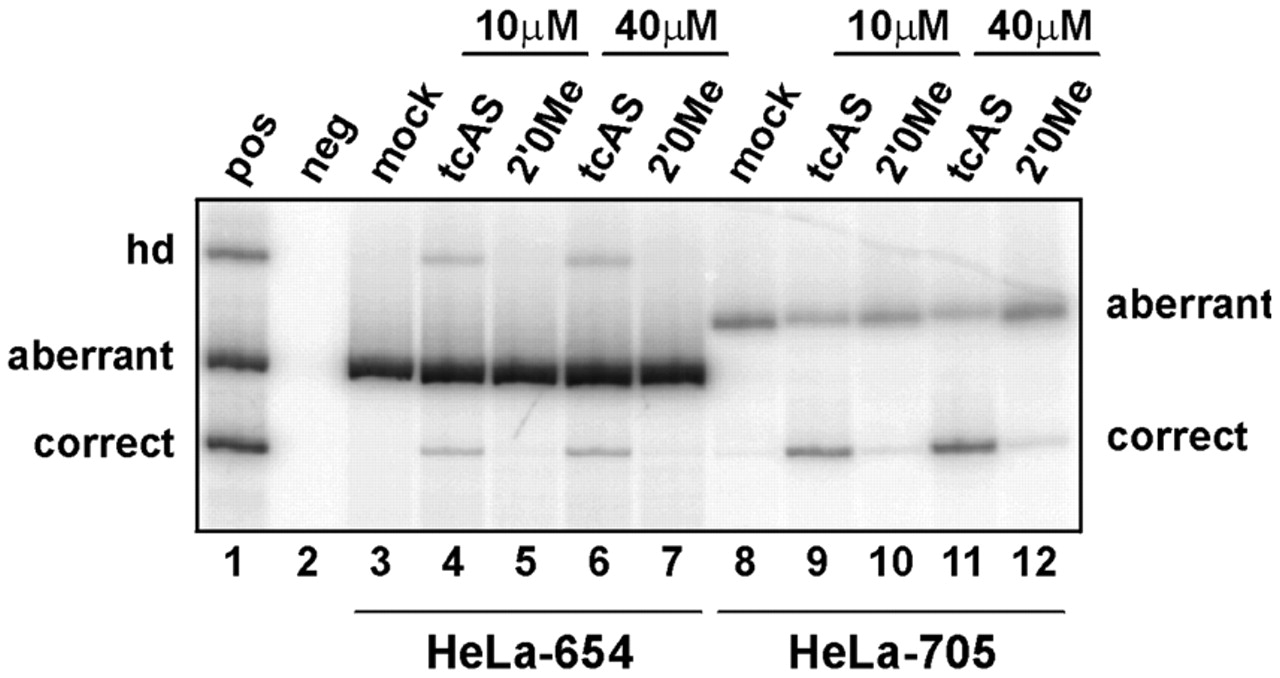 10μM 40μM 10μM 40μM
pos neg mock tcAS 2'0Me tcAS 2'0Me mock tcAS 2'0Me tcAS 2'0Me
hd
aberrant
aberrant
correct
correct
1 2 3 4 5 6 7 8 9 10 11 12
HeLa-654 HeLa-705